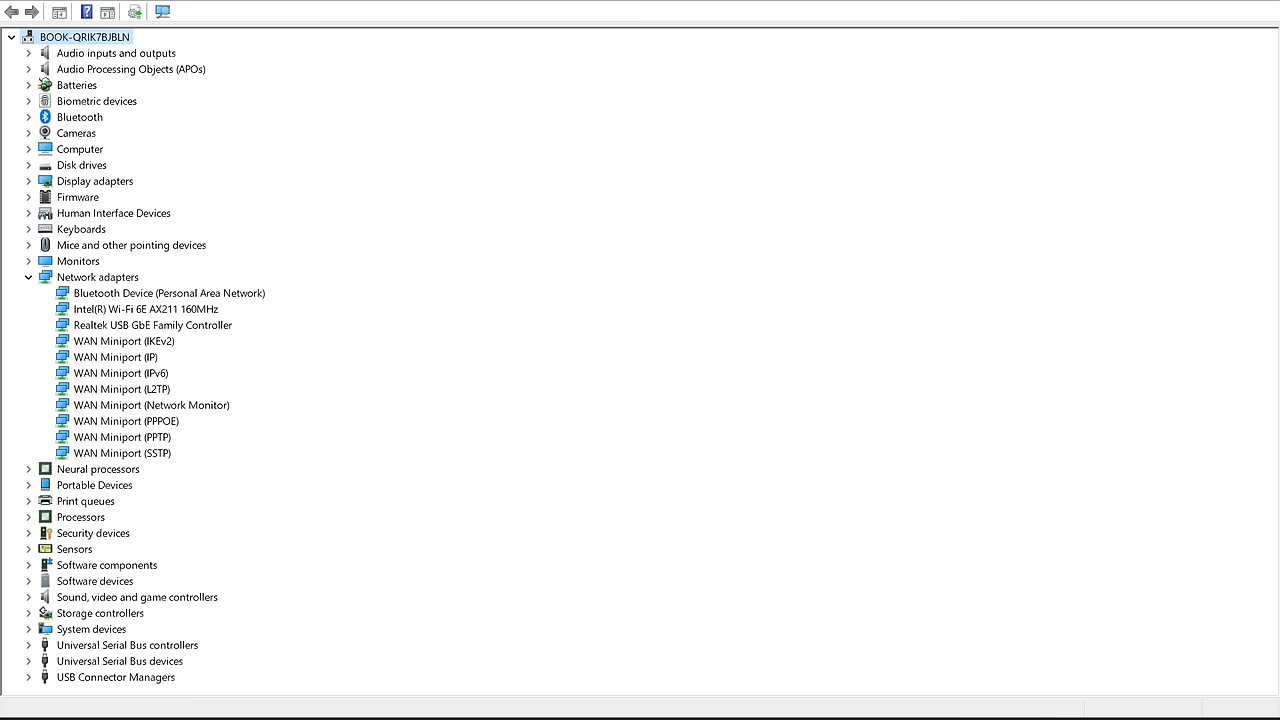 BOOK-QRIK7BJBLN
Audio inputs and outputs
Audio Processing Objects (APOs)
Batteries
Biometric devices
Bluetooth
Cameras
Computer
Disk drives
Display adapters
Firmware
Human Interface Devices
Keyboards
Mice and other pointing devices
Monitors
Network adapters
Bluetooth Device (Personal Area Network)
Intel(R) Wi-Fi 6E AX211 160MHz
Realtek USB GbE Family Controller
WAN Miniport (IKEv2)
WAN Miniport (IP)
WAN Miniport (IPv6)
WAN Miniport (L2TP)
WAN Miniport (Network Monitor)
WAN Miniport (PPPOE)
WAN Miniport (PPTP)
WAN Miniport (SSTP)
Neural processors
Portable Devices
Print queues
Processors
Security devices
Sensors
Software components
Software devices
Sound, video and game controllers
Storage controllers
System devices
Universal Serial Bus controllers
Universal Serial Bus devices
USB Connector Managers